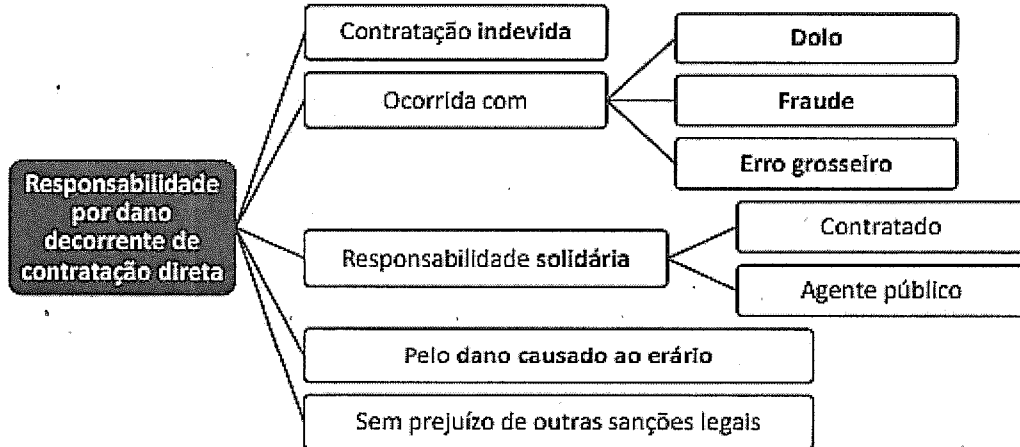 Responsabilidade
por dano
decorrente de
contratação direta
Contratação indevida
Ocorrida com
Dolo
Fraude
Erro grosseiro
Responsabilidade solidária
Contratado
Agente público
Pelo dano causado ao erário
Sem prejuízo de outras sanções legais